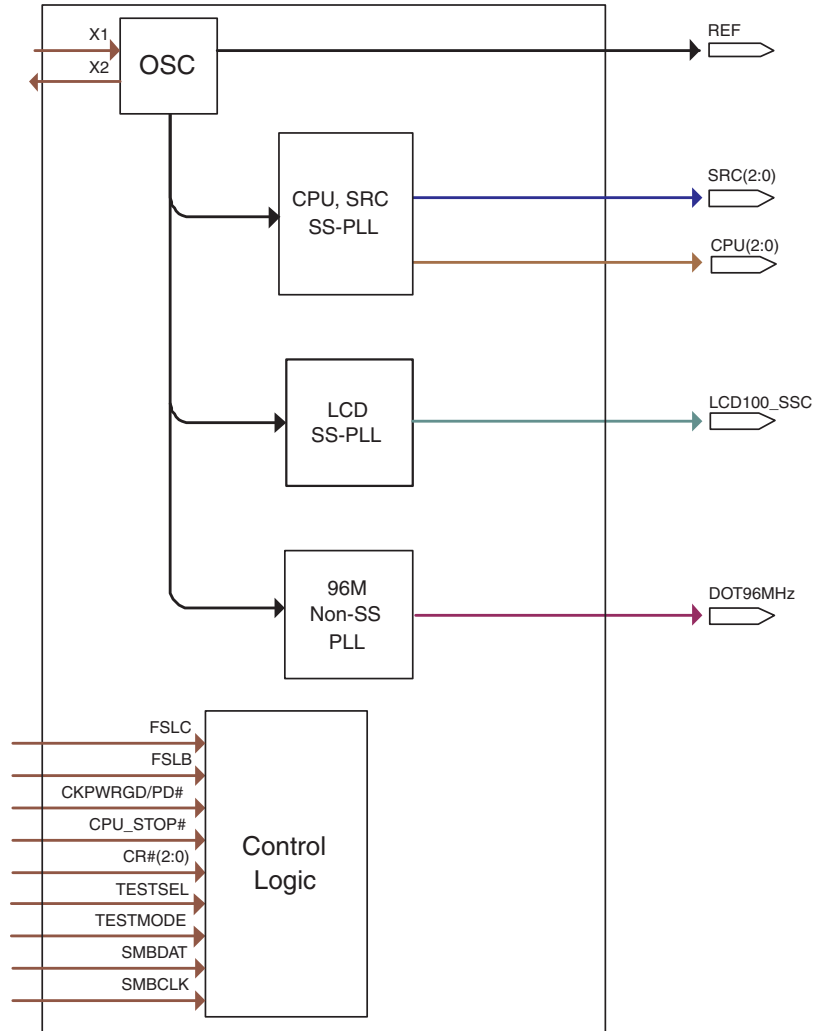 X1
X2
OSC
REF
CPU, SRC
SS-PLL
SRC(2:0)
CPU(2:0)
LCD
SS-PLL
LCD100_SSC
96M
Non-SS
PLL
DOT96MHz
FSLC
FSLB
CKPWRGD/PD#
CPU_STOP#
CR#(2:0)
TESTSEL
TESTMODE
SMBDAT
SMBCLK
Control
Logic